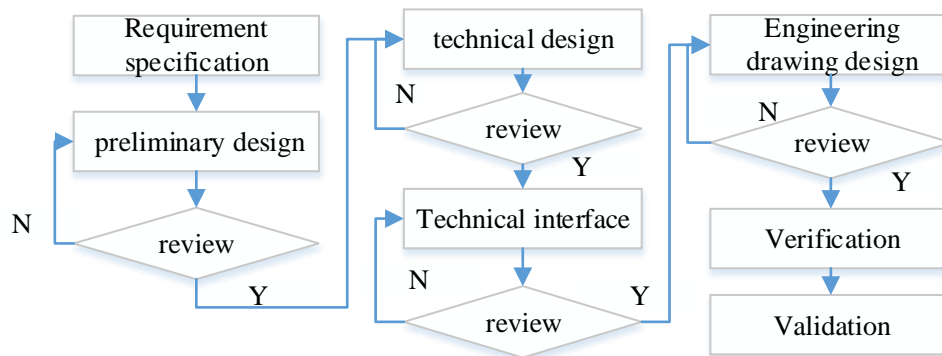 Requirement
specification
preliminary design
N
review
Y
technical design
N
review
Y
Technical interface
N
review
Y
Engineering
drawing design
N
review
Y
Verification
Validation